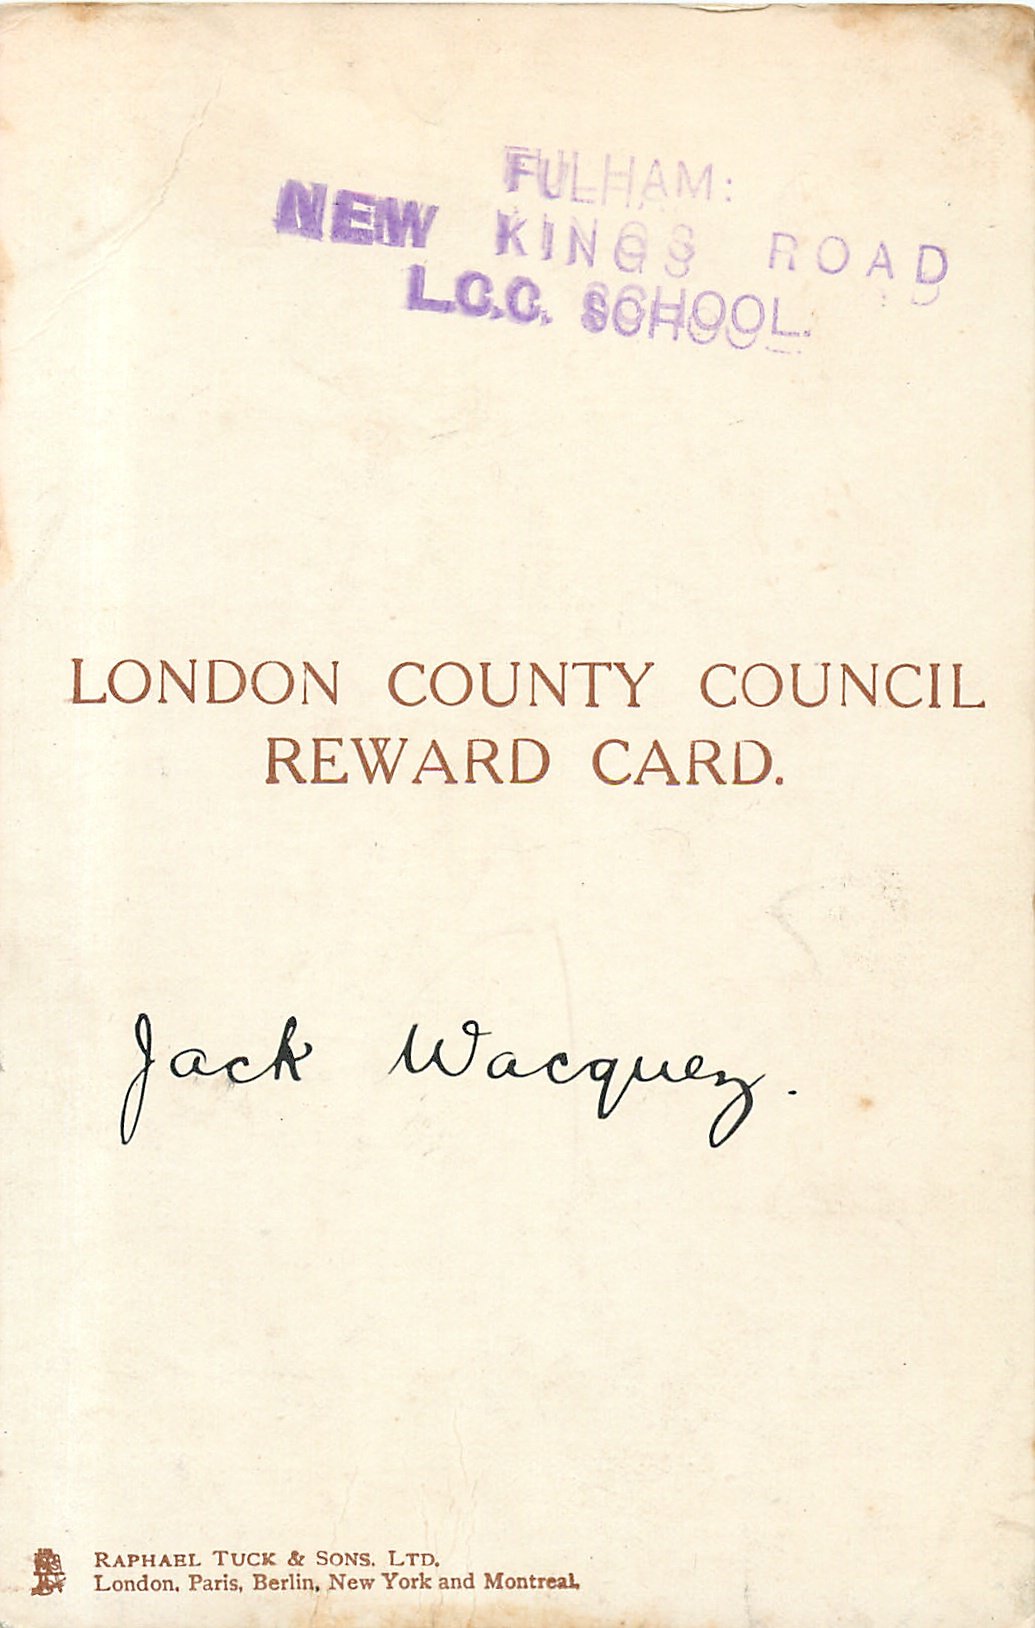 FULHAM:
NEW KINGS ROAD
L.C.C. SCHOOL.
LONDON COUNTY COUNCIL
REWARD CARD.
Jack Wacquez.
RAPHAEL TUCK & SONS. LTD.
London, Paris, Berlin, New York and Montreal.